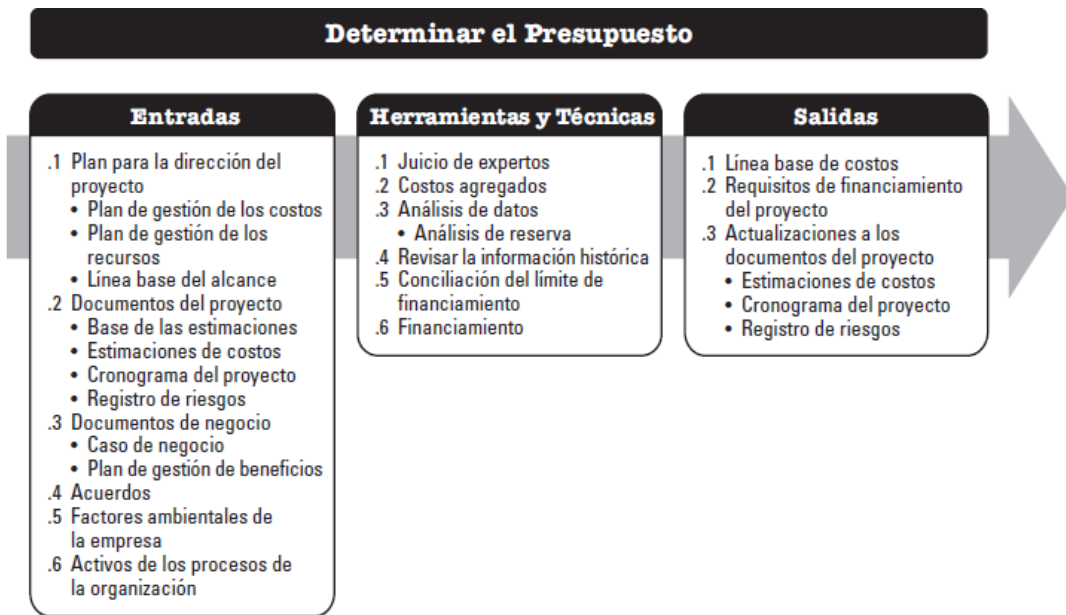 Determinar el Presupuesto
Entradas
.1 Plan para la dirección del
proyecto
• Plan de gestión de los costos
• Plan de gestión de los
recursos
• Línea base del alcance
.2 Documentos del proyecto
• Base de las estimaciones
• Estimaciones de costos
• Cronograma del proyecto
• Registro de riesgos
.3 Documentos de negocio
• Caso de negocio
• Plan de gestión de beneficios
.4 Acuerdos
.5 Factores ambientales de
la empresa
.6 Activos de los procesos de
la organización
Herramientas y Técnicas
.1 Juicio de expertos
.2 Costos agregados
.3 Análisis de datos
• Análisis de reserva
.4 Revisar la información histórica
.5 Conciliación del límite de
financiamiento
.6 Financiamiento
Salidas
.1 Línea base de costos
.2 Requisitos de financiamiento
del proyecto
.3 Actualizaciones a los
documentos del proyecto
• Estimaciones de costos
• Cronograma del proyecto
• Registro de riesgos